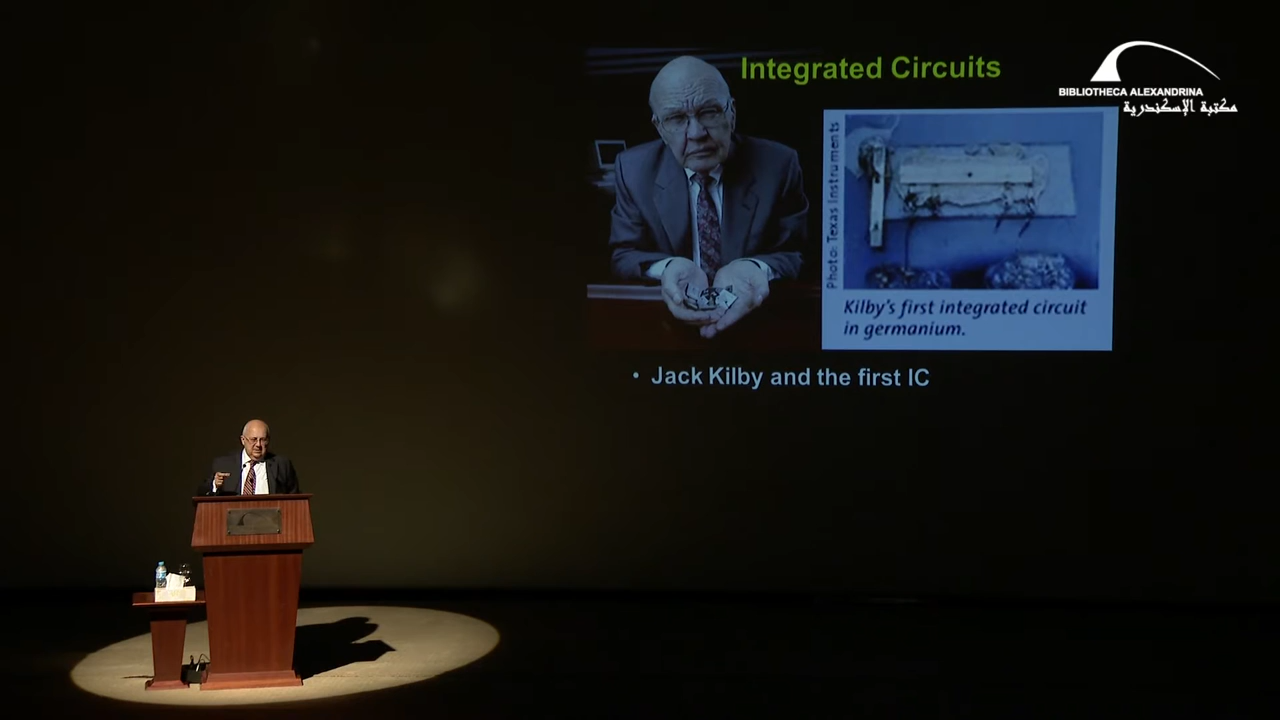 Integrated Circuits
BIBLIOTHECA ALEXANDRINA
مكتبة الإسكندرية
Photo: Texas Instruments
Kilby's first integrated circuit
in germanium.
• Jack Kilby and the first IC